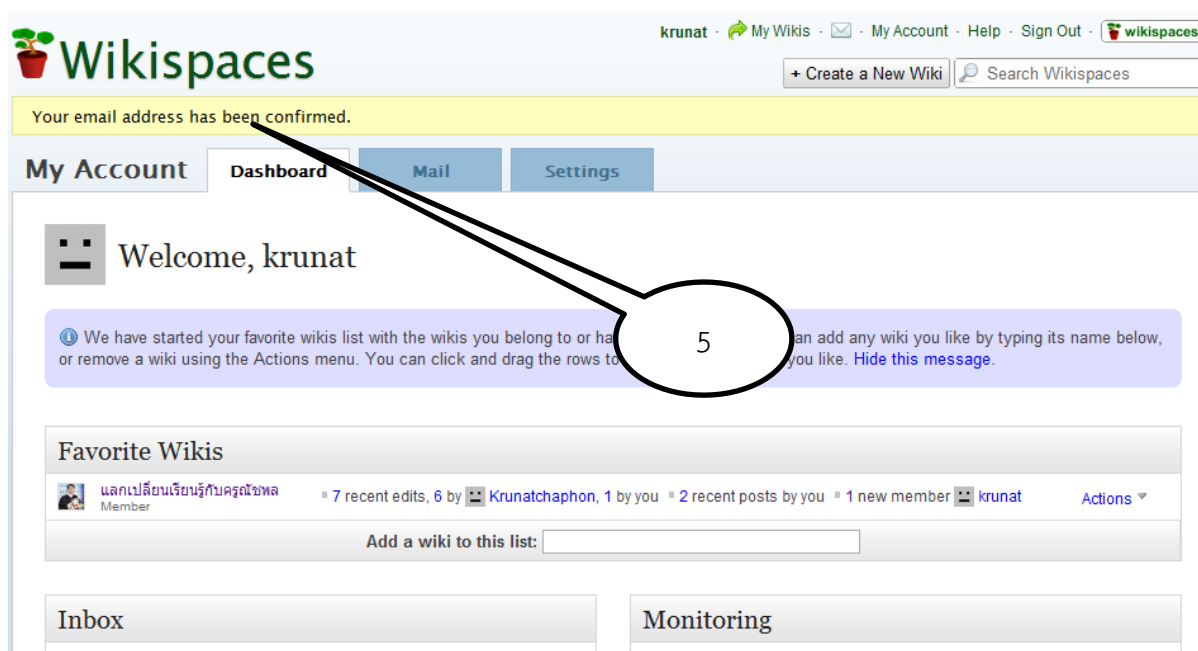 Wikispaces
krunat · My Wikis · · My Account · Help · Sign Out · wikispaces
+ Create a New Wiki Search Wikispaces
Your email address has been confirmed.
My Account Dashboard Mail Settings
Welcome, krunat
We have started your favorite wikis list with the wikis you belong to or an add any wiki you like by typing its name below,
or remove a wiki using the Actions menu. You can click and drag the rows to you like. Hide this message.
5
Favorite Wikis
แลกเปลี่ยนเรียนรู้กับครูณัชพล 7 recent edits, 6 by Krunatchaphon, 1 by you 2 recent posts by you 1 new member krunat Actions
Member
Add a wiki to this list:
Inbox Monitoring